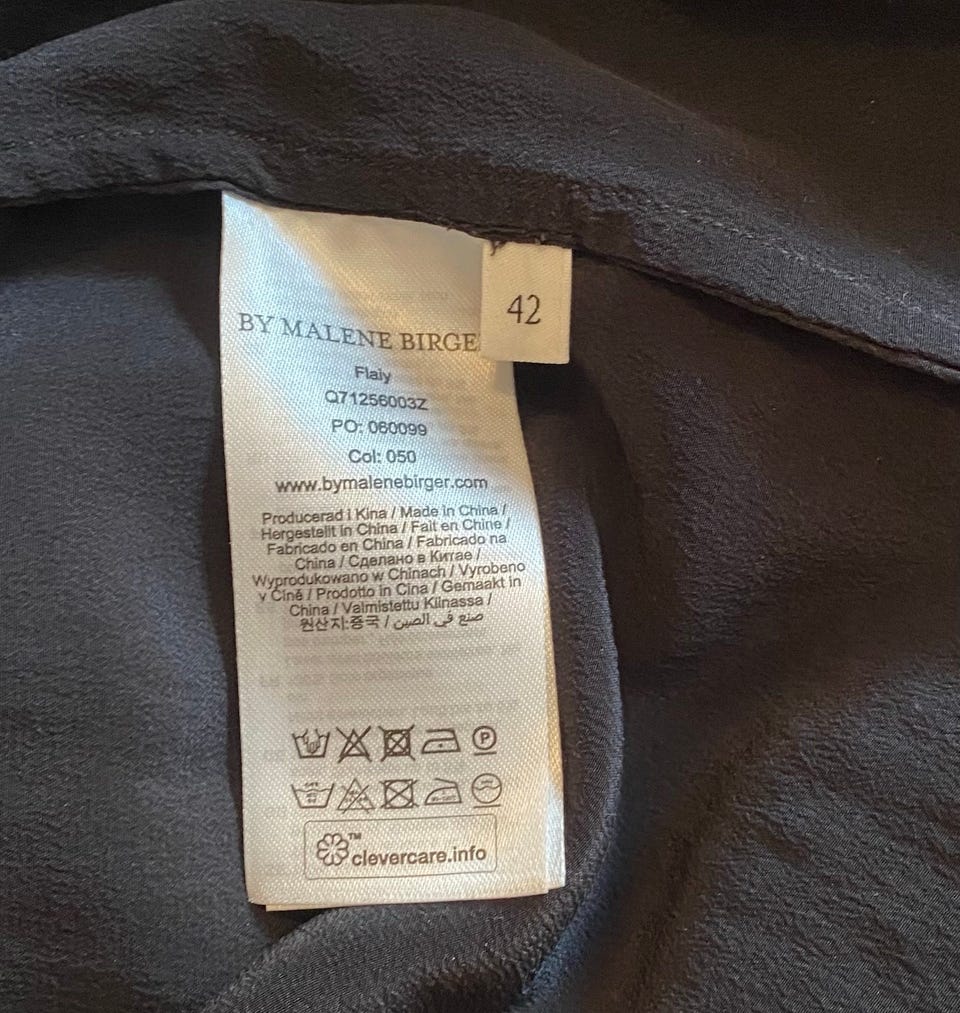 42
BY MALENE BIRGE
Flaiy
Q71256003Z
PO: 060099
Col: 050
www.bymalenebirger.com
Producerad i Kina / Made in China /
Hergestellt in China / Fait en Chine /
Fabricado en China / Fabricado na
China / Сделано в Китае /
Wyprodukowano w Chinach / Vyrobeno
v Číně / Prodotto in Cina / Gemaakt in
China / Valmistettu Kiinassa /
원산지:중국 / صنع في الصين
P
™
clevercare.info